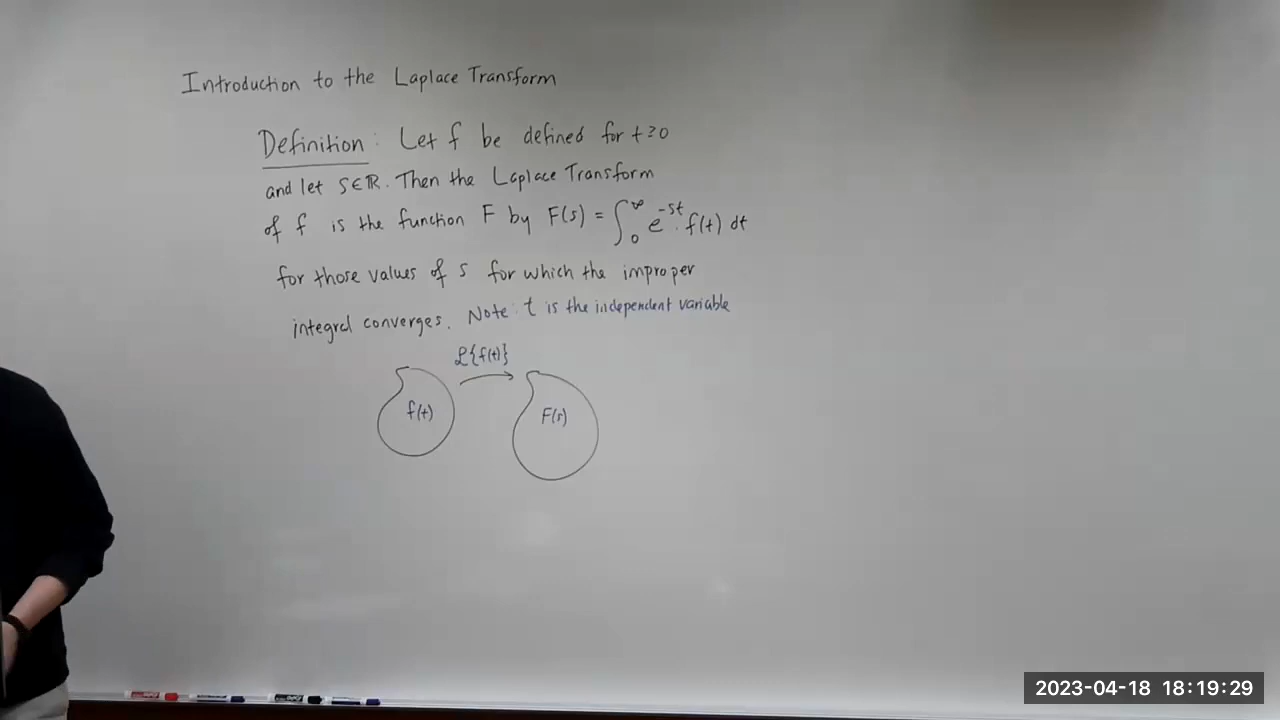 Introduction to the Laplace Transform
Definition: Let f be defined for t≥0
and let s∈ℝ. Then the Laplace Transform
of f is the function F by F(s) = ∫₀^∞ e^{-st}·f(t) dt
for those values of s for which the improper
integral converges. Note: t is the independent variable
ℒ{f(t)}
f(t)
F(s)
2023-04-18 18:19:29